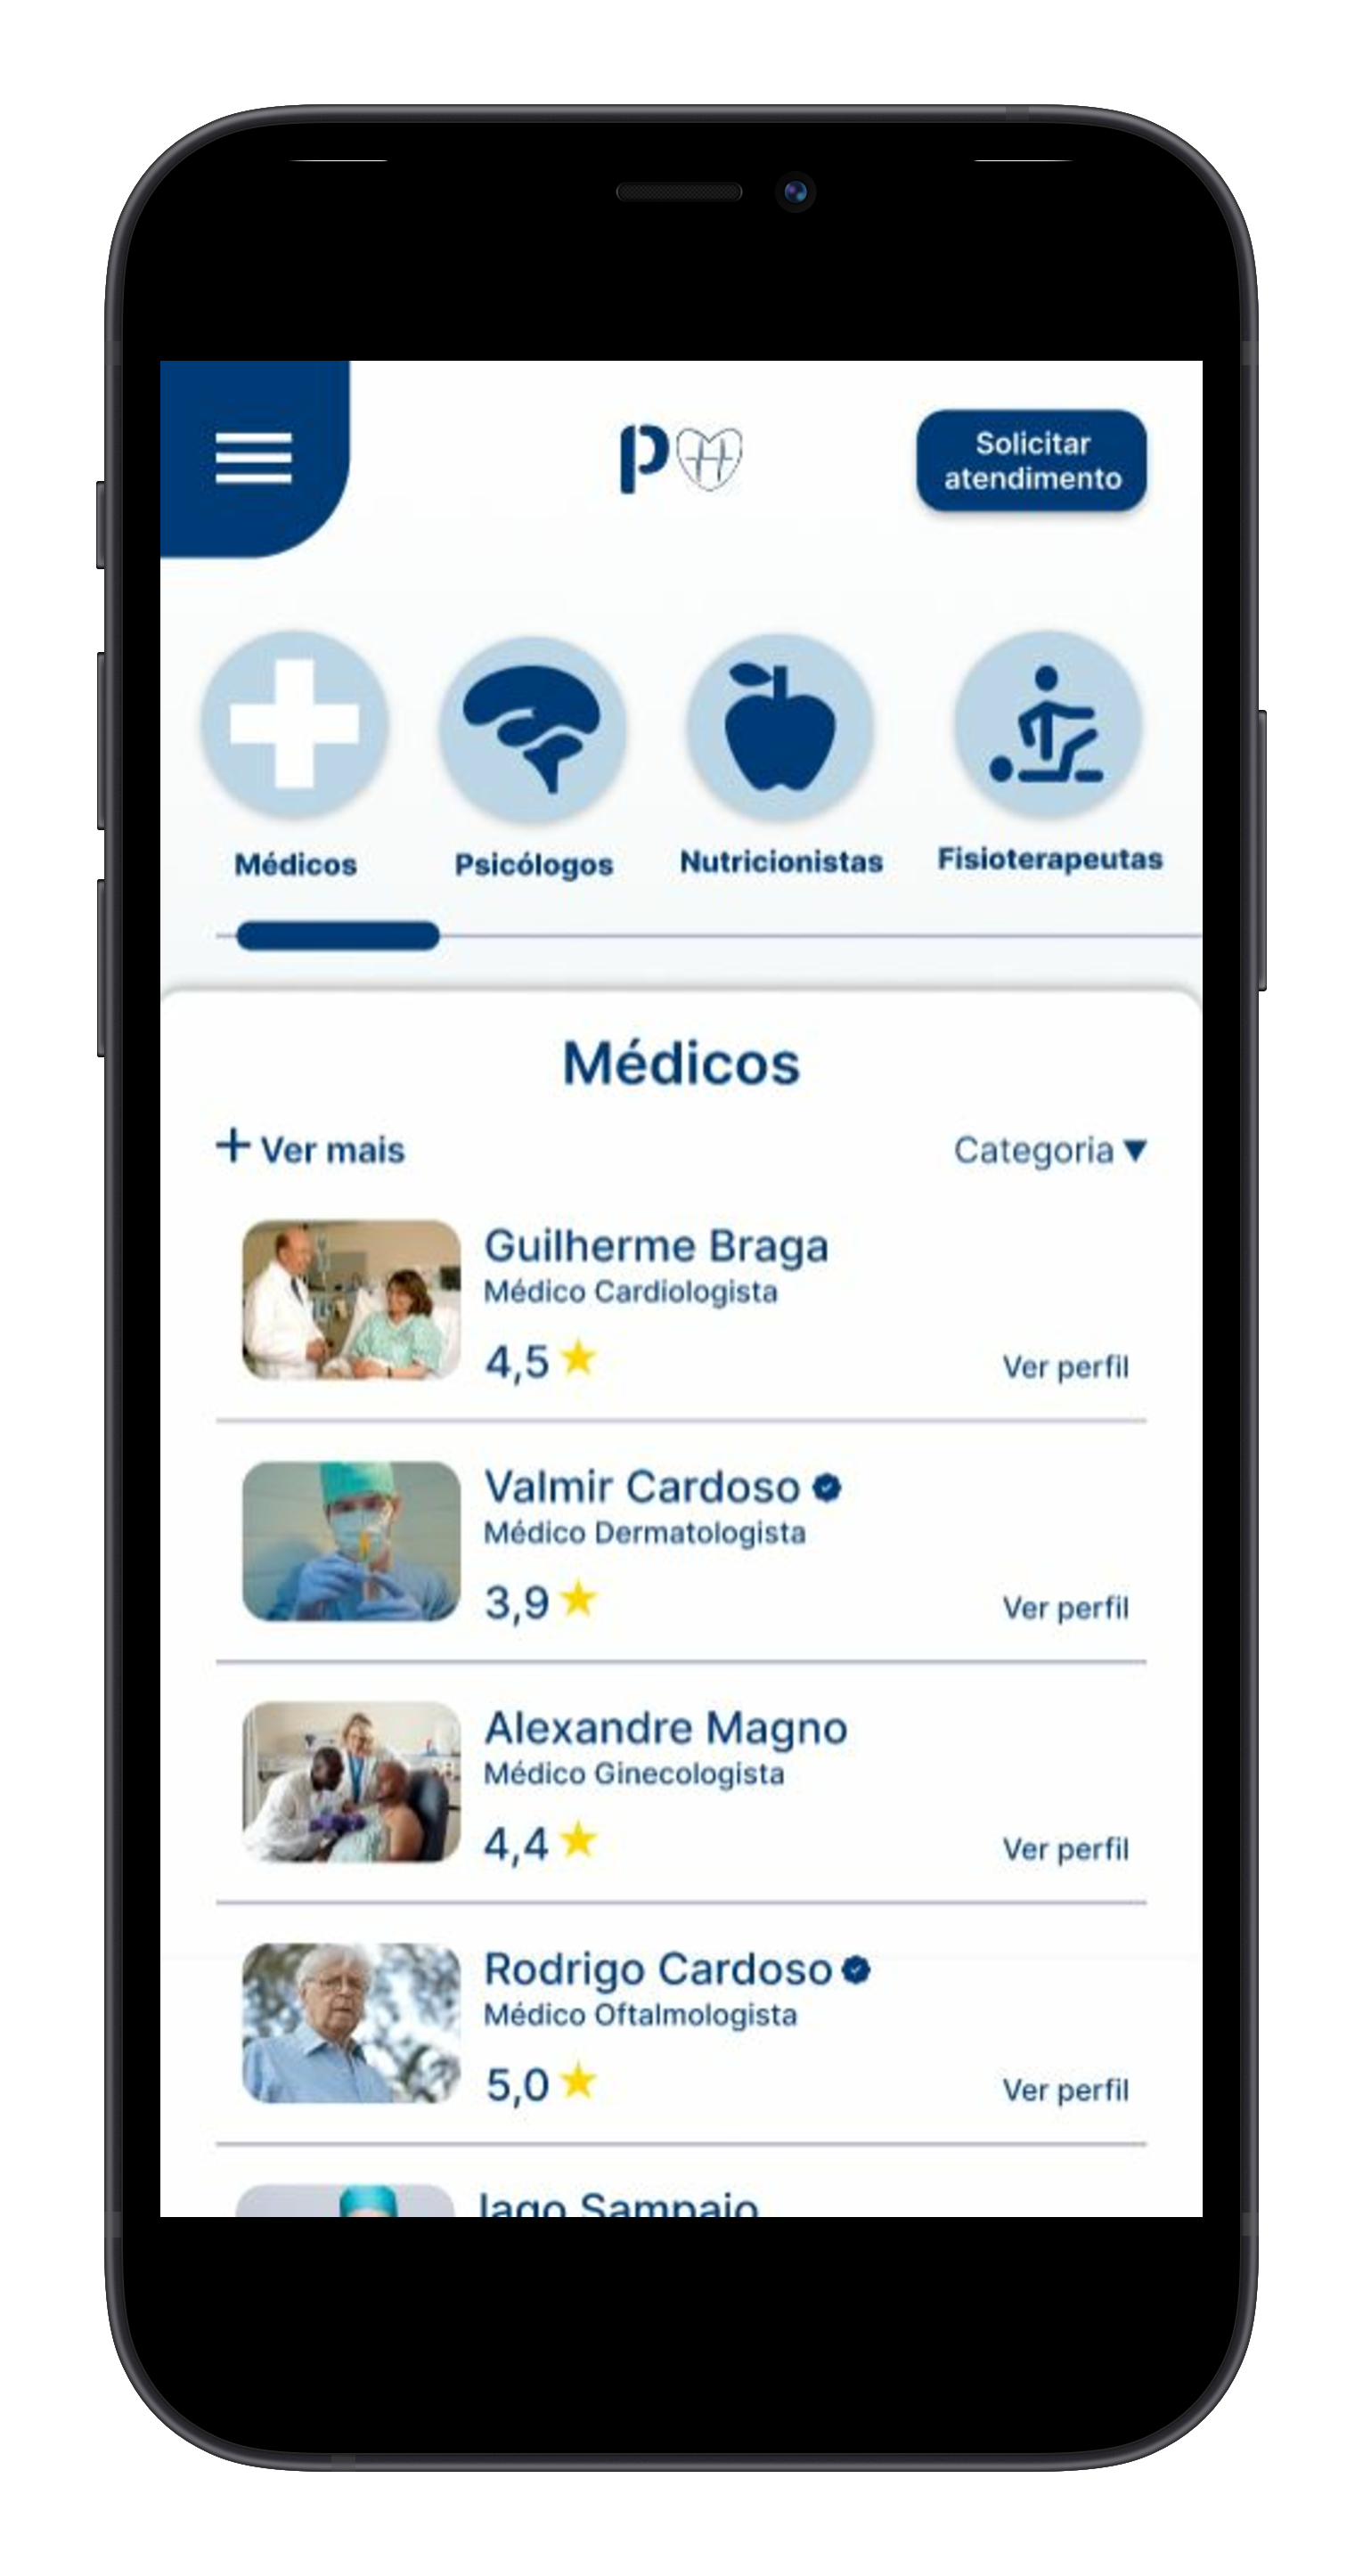 p
Solicitar
atendimento
Médicos
Psicólogos
Nutricionistas
Fisioterapeutas
Médicos
+ Ver mais
Categoria ▼
Guilherme Braga
Médico Cardiologista
4,5
Ver perfil
Valmir Cardoso
Médico Dermatologista
3,9
Ver perfil
Alexandre Magno
Médico Ginecologista
4,4
Ver perfil
Rodrigo Cardoso
Médico Oftalmologista
5,0
Ver perfil
Iago Sampaio